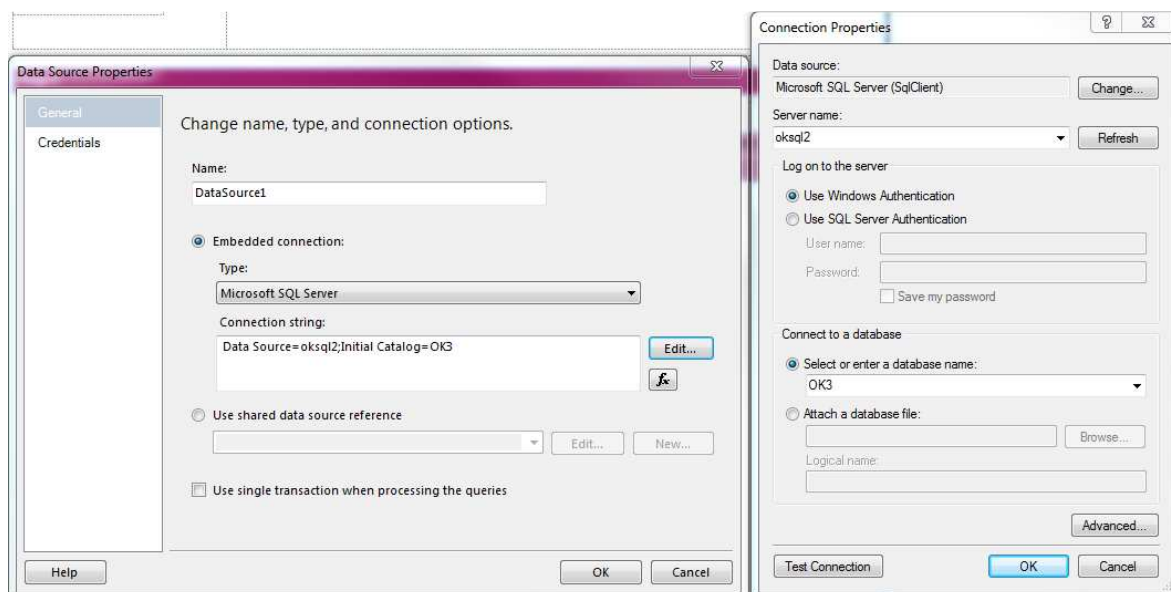 Data Source Properties
General
Credentials
Change name, type, and connection options.
Name:
DataSource1
Embedded connection:
Type:
Microsoft SQL Server
Connection string:
Data Source=oksql2;Initial Catalog=OK3
Edit...
fx
Use shared data source reference
Edit...
New...
Use single transaction when processing the queries
Help
OK
Cancel
Connection Properties
Data source:
Microsoft SQL Server (SqlClient)
Change...
Server name:
oksql2
Refresh
Log on to the server
Use Windows Authentication
Use SQL Server Authentication
User name:
Password:
Save my password
Connect to a database
Select or enter a database name:
OK3
Attach a database file:
Browse...
Logical name:
Advanced...
Test Connection
OK
Cancel